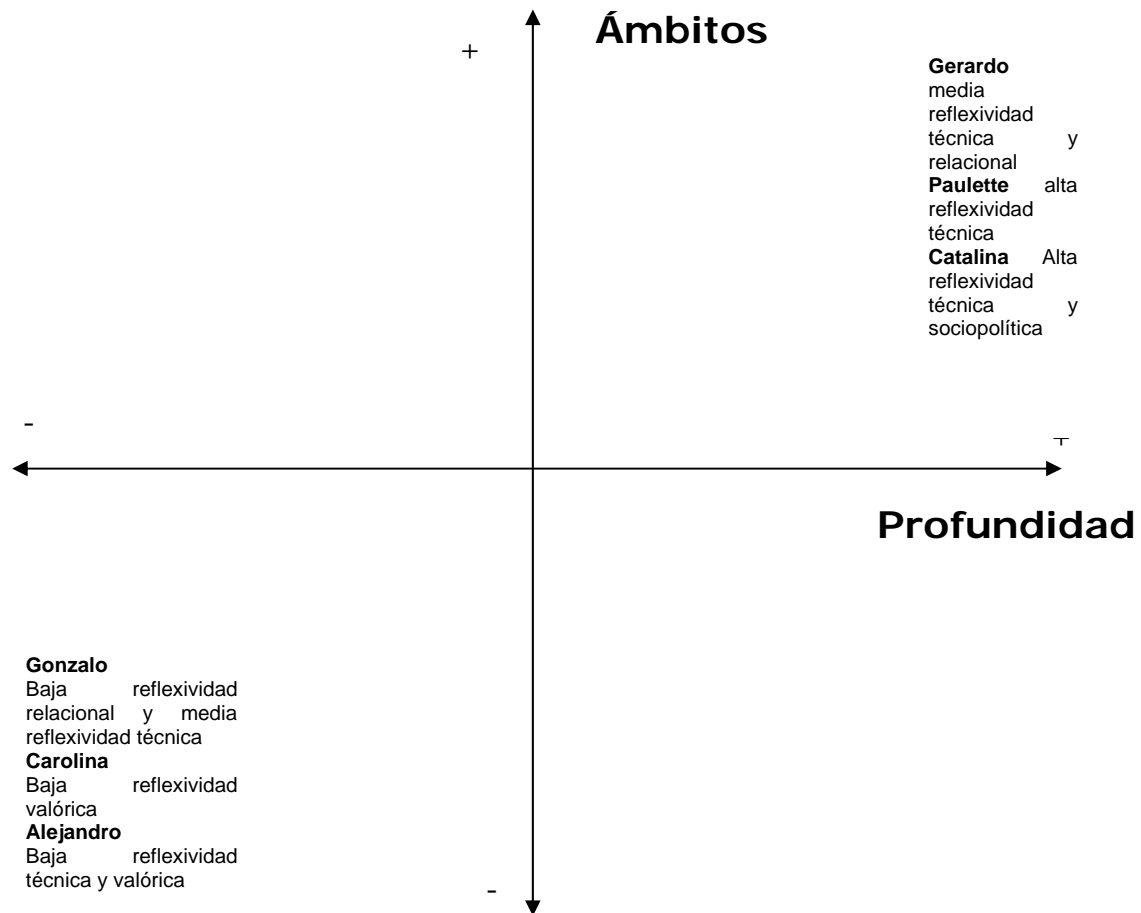 Ámbitos
+
Gerardo
media
reflexividad
técnica y
relacional
Paulette alta
reflexividad
técnica
Catalina Alta
reflexividad
técnica y
sociopolítica
-
+
Profundidad
Gonzalo
Baja reflexividad
relacional y media
reflexividad técnica
Carolina
Baja reflexividad
valórica
Alejandro
Baja reflexividad
técnica y valórica
-